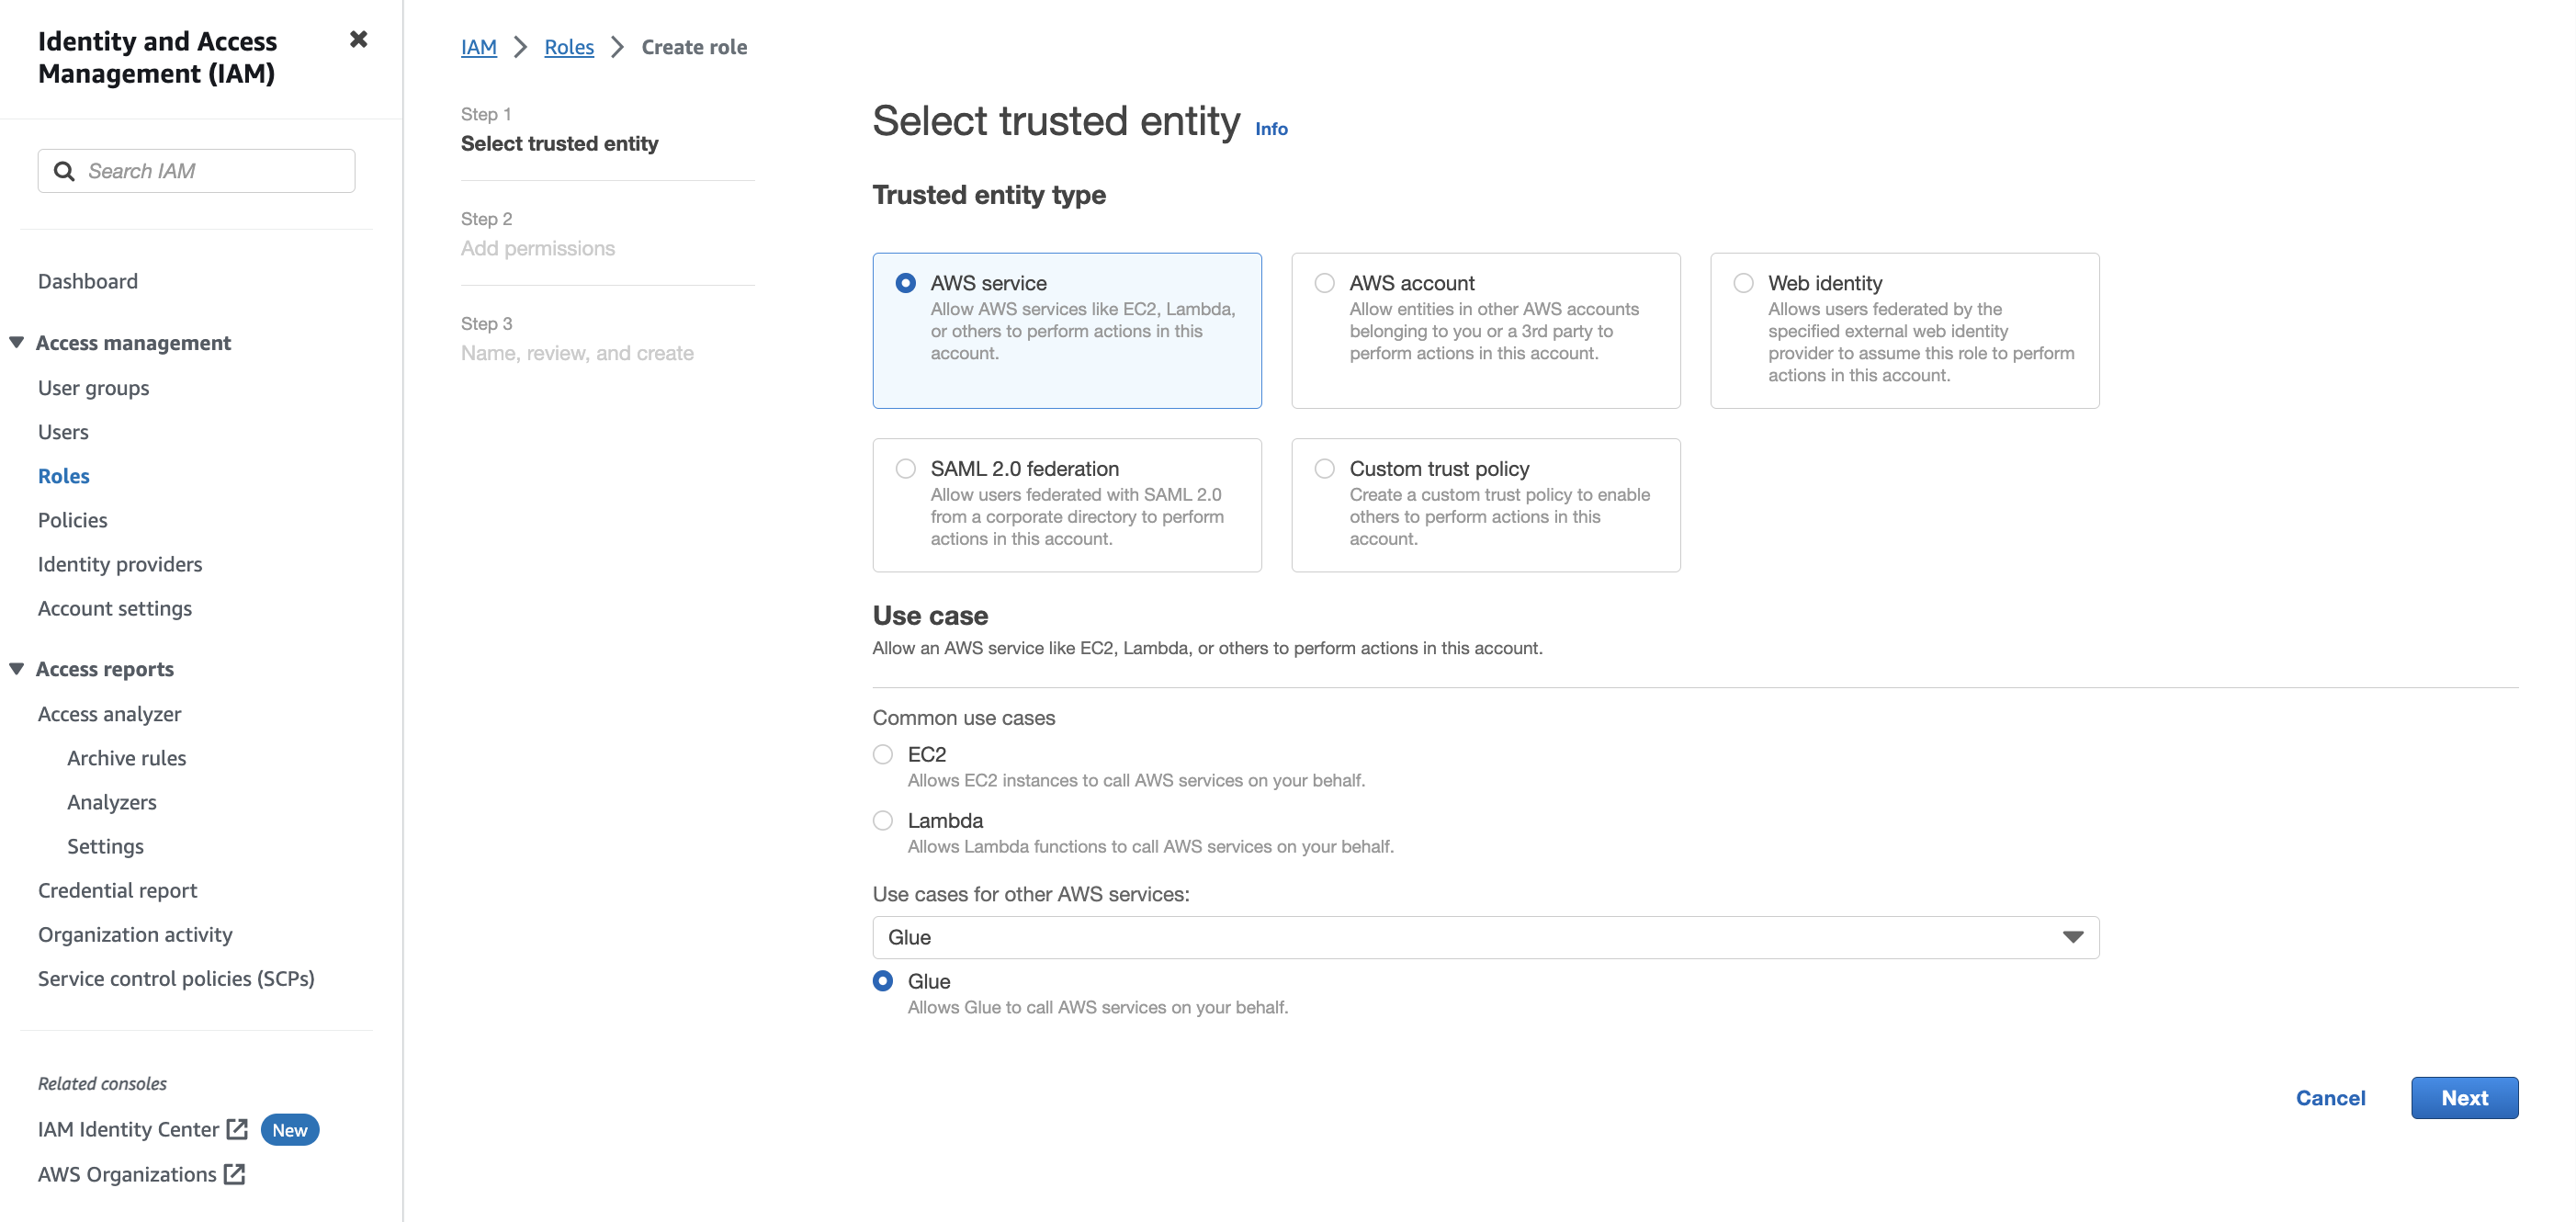 Identity and Access
Management (IAM)
Search IAM
Dashboard
Access management
User groups
Users
Roles
Policies
Identity providers
Account settings
Access reports
Access analyzer
Archive rules
Analyzers
Settings
Credential report
Organization activity
Service control policies (SCPs)
Related consoles
IAM Identity Center New
AWS Organizations
IAM Roles Create role
Step 1
Select trusted entity
Step 2
Add permissions
Step 3
Name, review, and create
Select trusted entity Info
Trusted entity type
AWS service
Allow AWS services like EC2, Lambda,
or others to perform actions in this
account.
AWS account
Allow entities in other AWS accounts
belonging to you or a 3rd party to
perform actions in this account.
Web identity
Allows users federated by the
specified external web identity
provider to assume this role to perform
actions in this account.
SAML 2.0 federation
Allow users federated with SAML 2.0
from a corporate directory to perform
actions in this account.
Custom trust policy
Create a custom trust policy to enable
others to perform actions in this
account.
Use case
Allow an AWS service like EC2, Lambda, or others to perform actions in this account.
Common use cases
EC2
Allows EC2 instances to call AWS services on your behalf.
Lambda
Allows Lambda functions to call AWS services on your behalf.
Use cases for other AWS services:
Glue
Glue
Allows Glue to call AWS services on your behalf.
Cancel Next